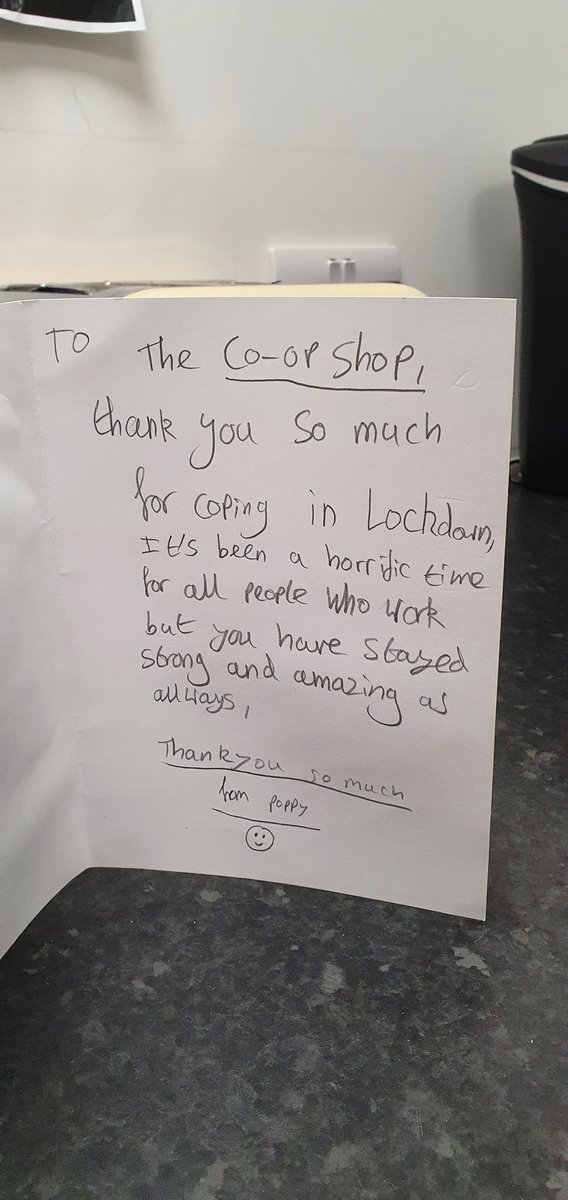 TO The CO-OP Shop,
thank you so much
for coping in Lockdown,
It's been a horrific time
for all people who work
but you have stayed
strong and amazing as
allways,
Thankyou so much
from poppy